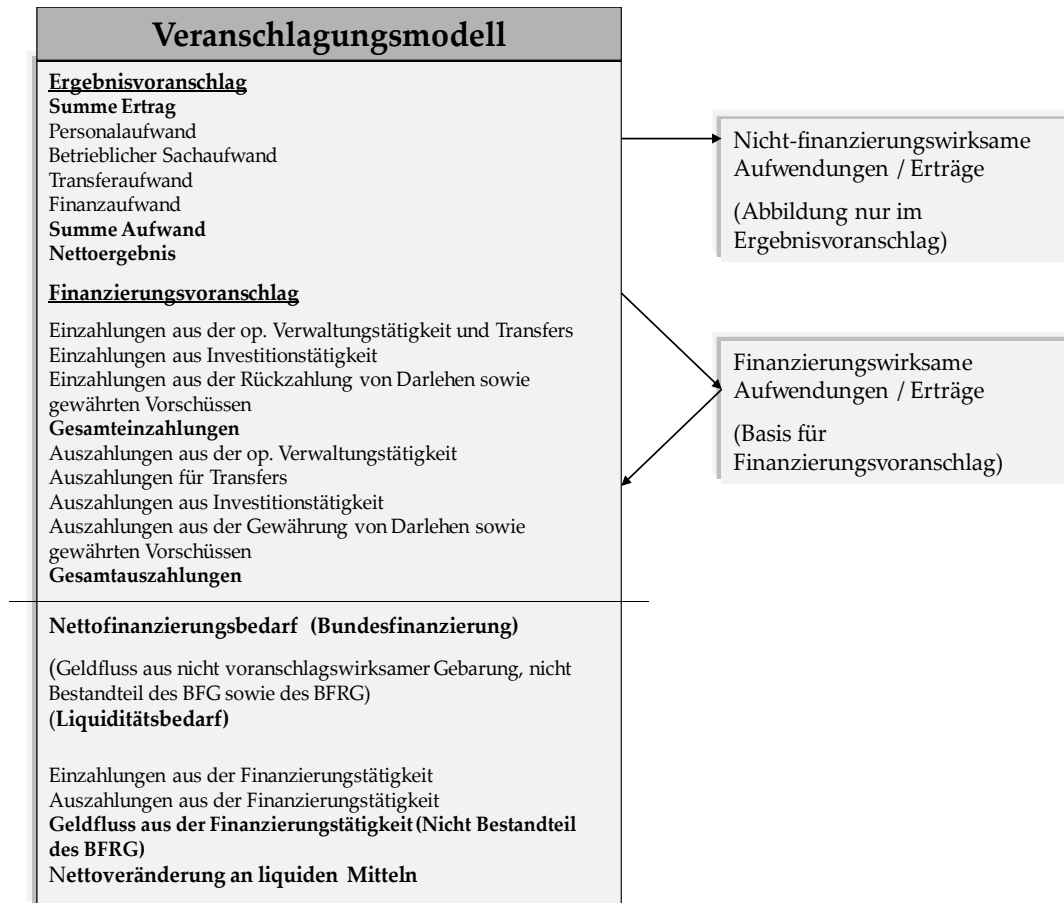 Veranschlagungsmodell
Ergebnisvoranschlag
Summe Ertrag
Personalaufwand
Betrieblicher Sachaufwand
Transferaufwand
Finanzaufwand
Summe Aufwand
Nettoergebnis
Finanzierungsvoranschlag
Einzahlungen aus der op. Verwaltungstätigkeit und Transfers
Einzahlungen aus Investitionstätigkeit
Einzahlungen aus der Rückzahlung von Darlehen sowie
gewährten Vorschüssen
Gesamteinzahlungen
Auszahlungen aus der op. Verwaltungstätigkeit
Auszahlungen für Transfers
Auszahlungen aus Investitionstätigkeit
Auszahlungen aus der Gewährung von Darlehen sowie
gewährten Vorschüssen
Gesamtauszahlungen
Nettofinanzierungsbedarf (Bundesfinanzierung)
(Geldfluss aus nicht voranschlagswirksamer Gebarung, nicht
Bestandteil des BFG sowie des BFRG)
(Liquiditätsbedarf)
Einzahlungen aus der Finanzierungstätigkeit
Auszahlungen aus der Finanzierungstätigkeit
Geldfluss aus der Finanzierungstätigkeit (Nicht Bestandteil
des BFRG)
Nettoveränderung an liquiden Mitteln
Nicht-finanzierungswirksame
Aufwendungen / Erträge
(Abbildung nur im
Ergebnisvoranschlag)
Finanzierungswirksame
Aufwendungen / Erträge
(Basis für
Finanzierungsvoranschlag)